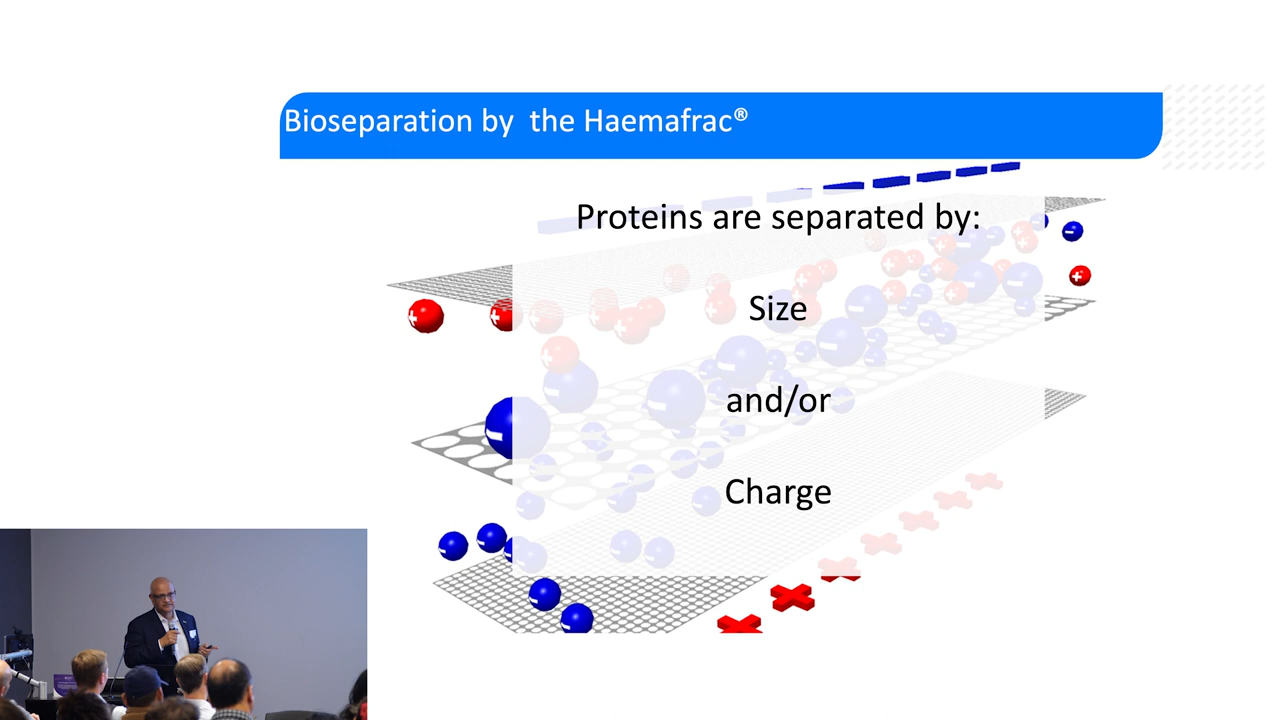 Bioseparation by the Haemafrac®
Proteins are separated by:
Size
and/or
Charge